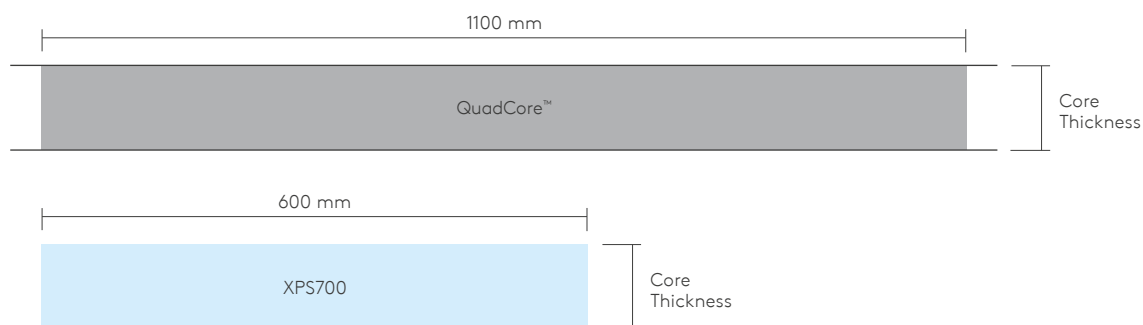 1100 mm
QuadCore™
Core
Thickness
600 mm
XPS700
Core
Thickness